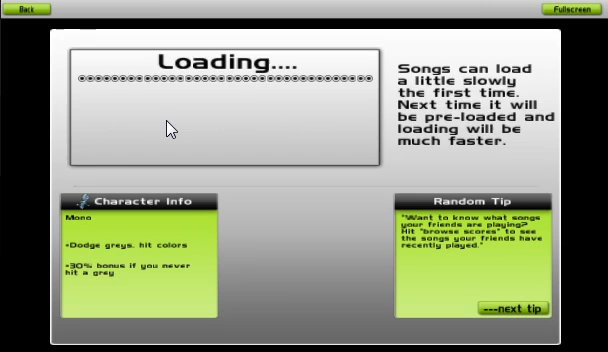 Back
Fullscreen
Loading....
Songs can load
a little slowly
the first time.
Next time it will
be pre-loaded and
loading will be
much faster.
Character Info
Mono
-Dodge greys, hit colors
-30% bonus if you never
hit a grey
Random Tip
"Want to know what songs
your friends are playing?
Hit "browse scores" to see
the songs your friends have
recently played."
---next tip